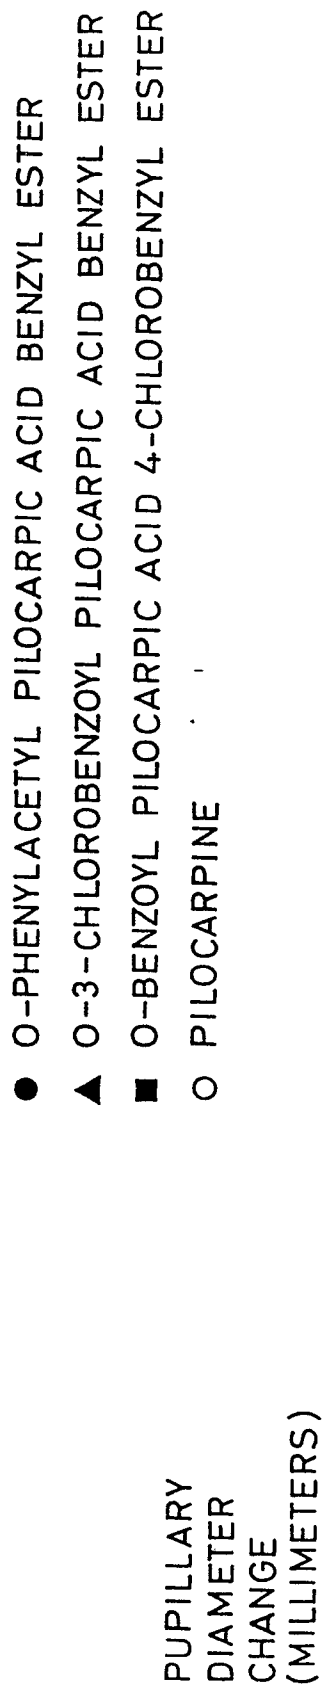 ● O-PHENYLACETYL PILOCARPIC ACID BENZYL ESTER
▲ O-3-CHLOROBENZOYL PILOCARPIC ACID BENZYL ESTER
■ O-BENZOYL PILOCARPIC ACID 4-CHLOROBENZYL ESTER
○ PILOCARPINE
PUPILLARY
DIAMETER
CHANGE
(MILLIMETERS)